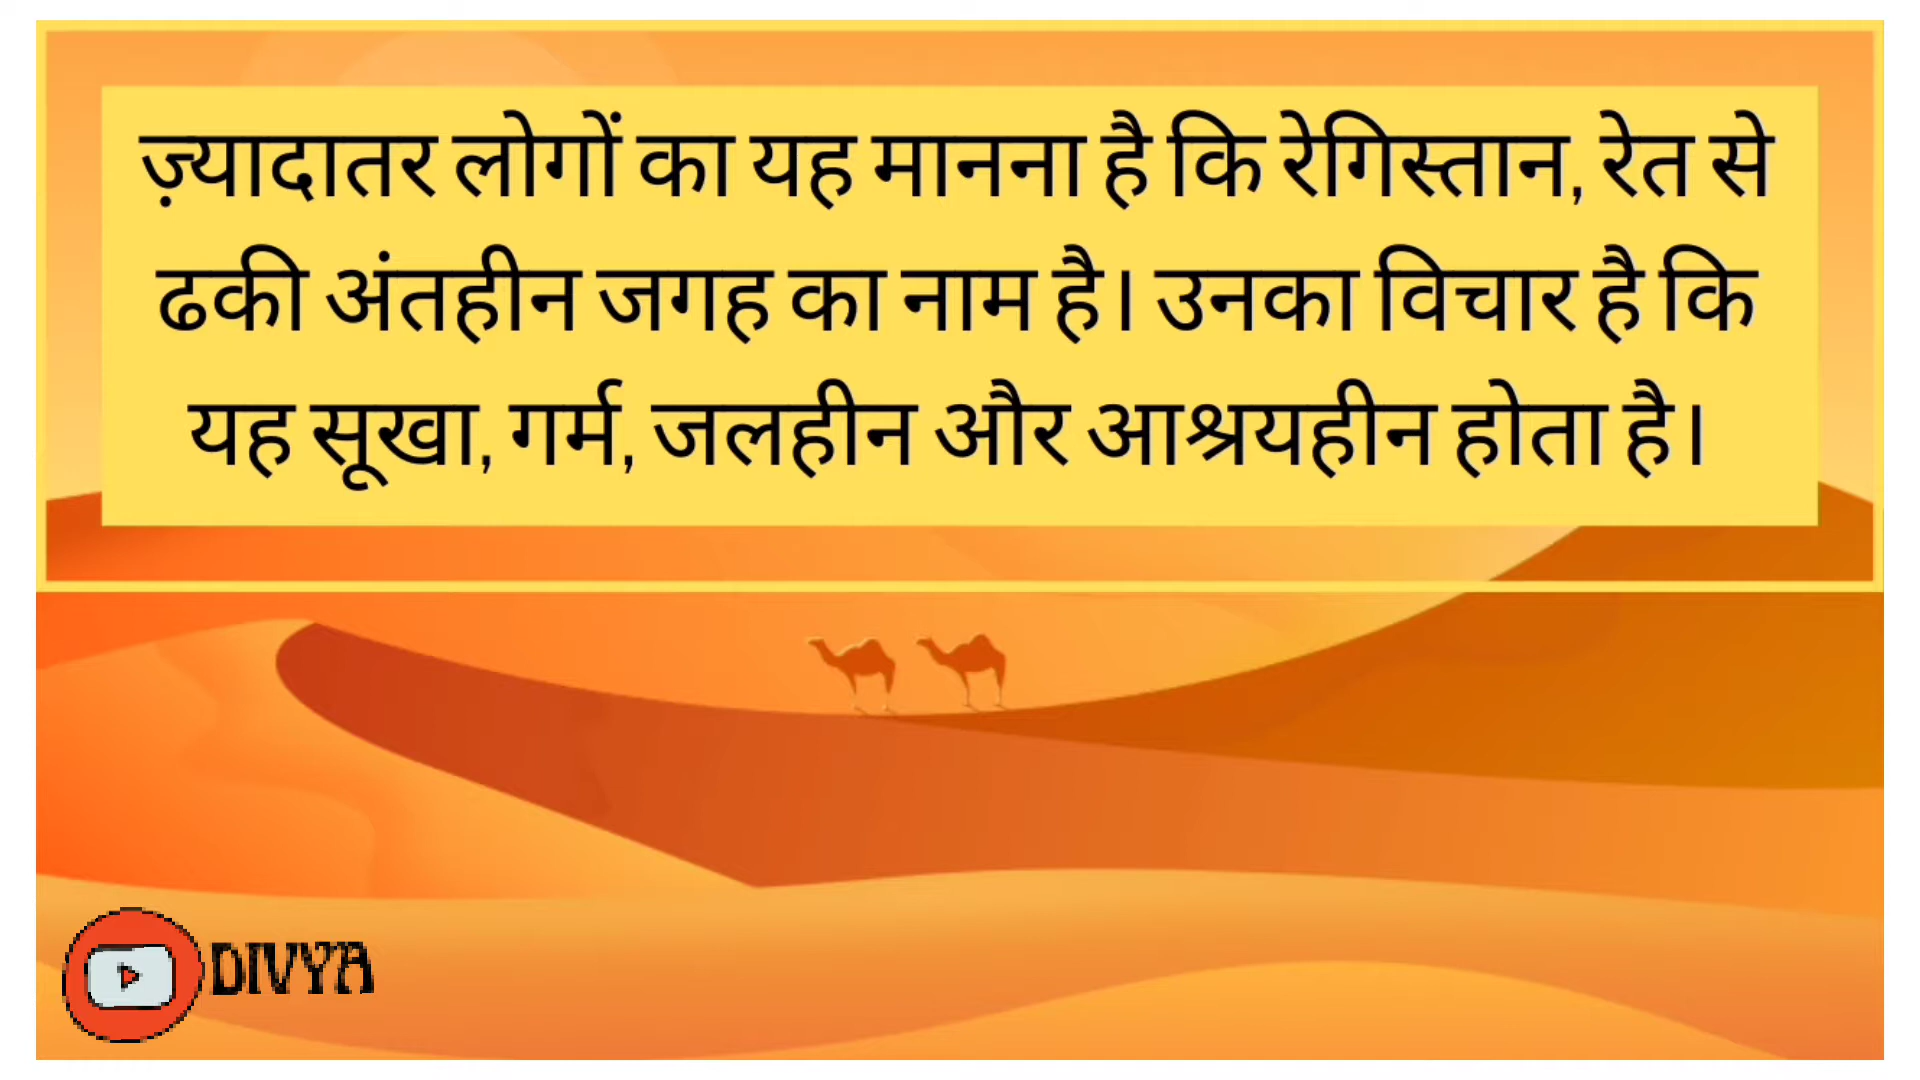 ज़्यादातर लोगों का यह मानना है कि रेगिस्तान, रेत से
ढकी अंतहीन जगह का नाम है। उनका विचार है कि
यह सूखा, गर्म, जलहीन और आश्रयहीन होता है।
DIVYA